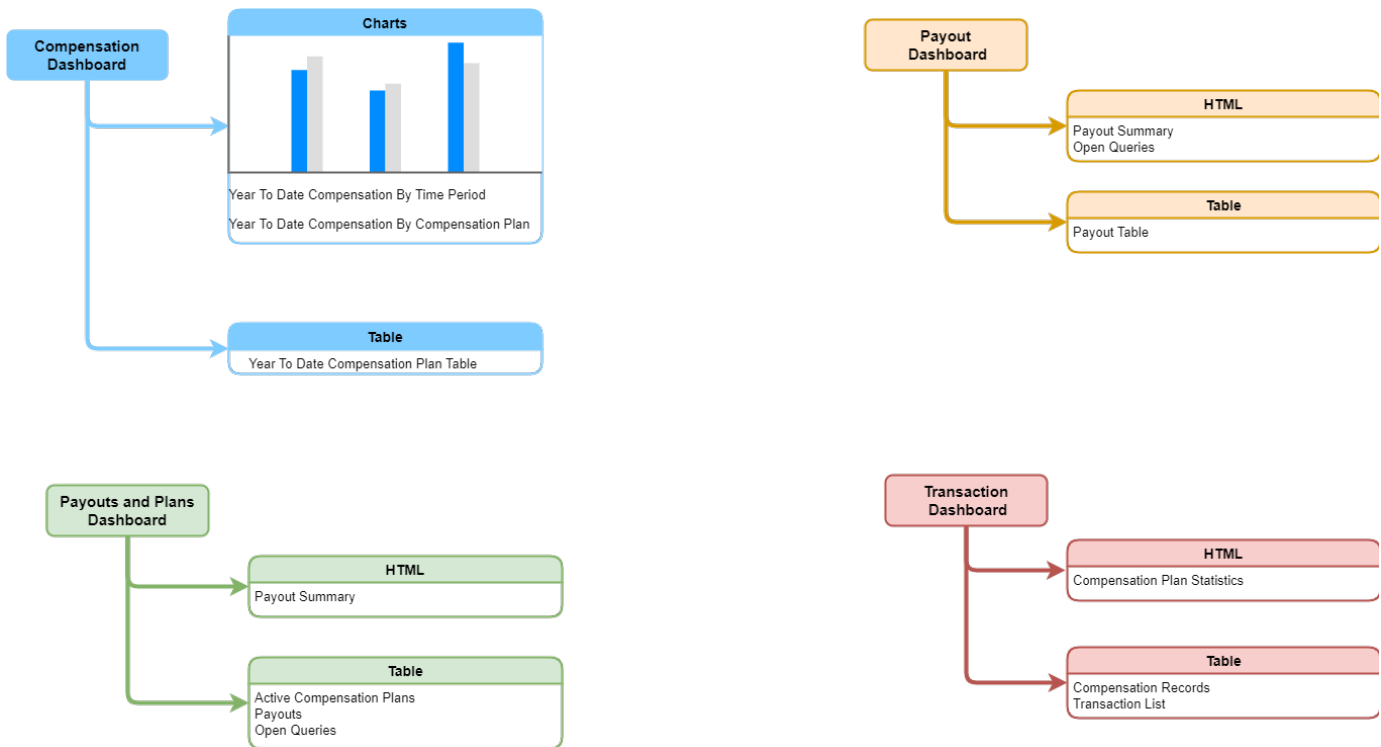 Compensation
Dashboard
Charts
Year To Date Compensation By Time Period
Year To Date Compensation By Compensation Plan
Table
Year To Date Compensation Plan Table
Payout
Dashboard
HTML
Payout Summary
Open Queries
Table
Payout Table
Payouts and Plans
Dashboard
HTML
Payout Summary
Table
Active Compensation Plans
Payouts
Open Queries
Transaction
Dashboard
HTML
Compensation Plan Statistics
Table
Compensation Records
Transaction List